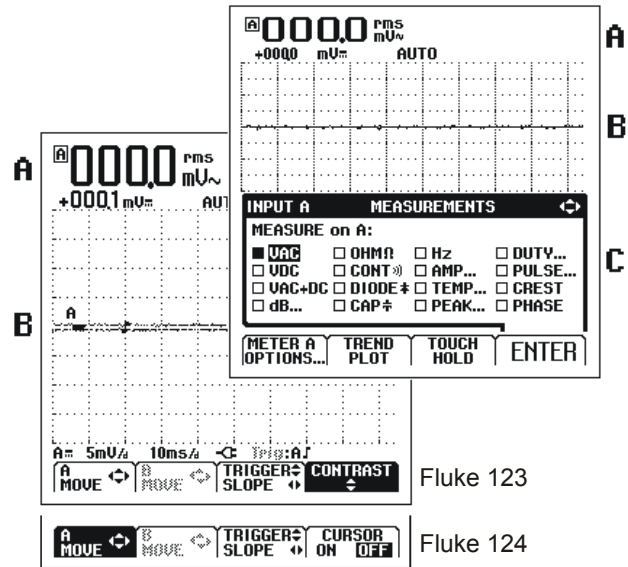 A 000.0 rms mV~
+000.0 mV⎓ AUTO
A
B
INPUT A MEASUREMENTS
MEASURE on A:
■ VAC □ OHM Ω □ Hz □ DUTY...
□ VDC □ CONT □ AMP... □ PULSE...
□ VAC+DC □ DIODE □ TEMP... □ CREST
□ dB... □ CAP □ PEAK... □ PHASE
C
METER A OPTIONS... TREND PLOT TOUCH HOLD ENTER
A
A 000.0 rms mV~
+000.1 mV⎓ AUT
B
A
A⎓ 5mV/d 10ms/d Trig:A
A MOVE B MOVE TRIGGER SLOPE CONTRAST
Fluke 123
A MOVE B MOVE TRIGGER SLOPE CURSOR ON OFF
Fluke 124